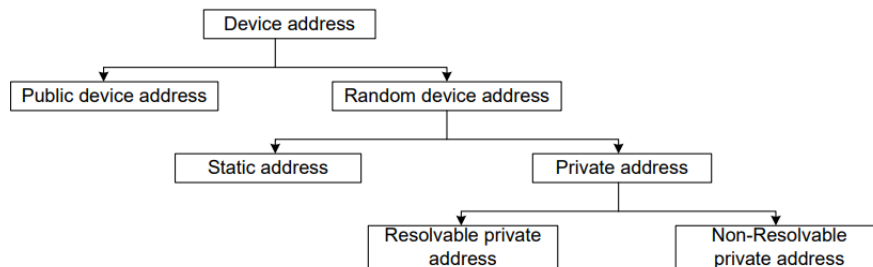 Device address
Public device address
Random device address
Static address
Private address
Resolvable private
address
Non-Resolvable
private address